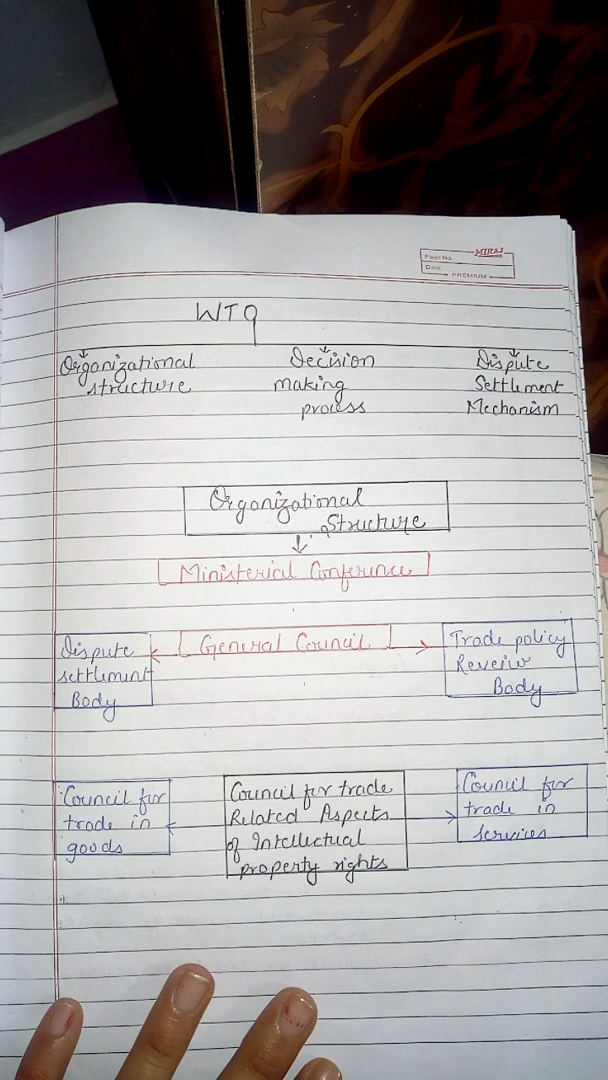 MIRAJ
Page No.
Date
PREMIUM
WTO
Organizational
structure
Decision
making
process
Dispute
Settlement
Mechanism
Organizational
Structure
Ministerial Conference
Dispute
settlement
Body
General Council
Trade policy
Reveiw
Body
Council for
trade in
goods
Council for trade
Related Aspects
of Intellectual
property rights
Council for
trade in
services